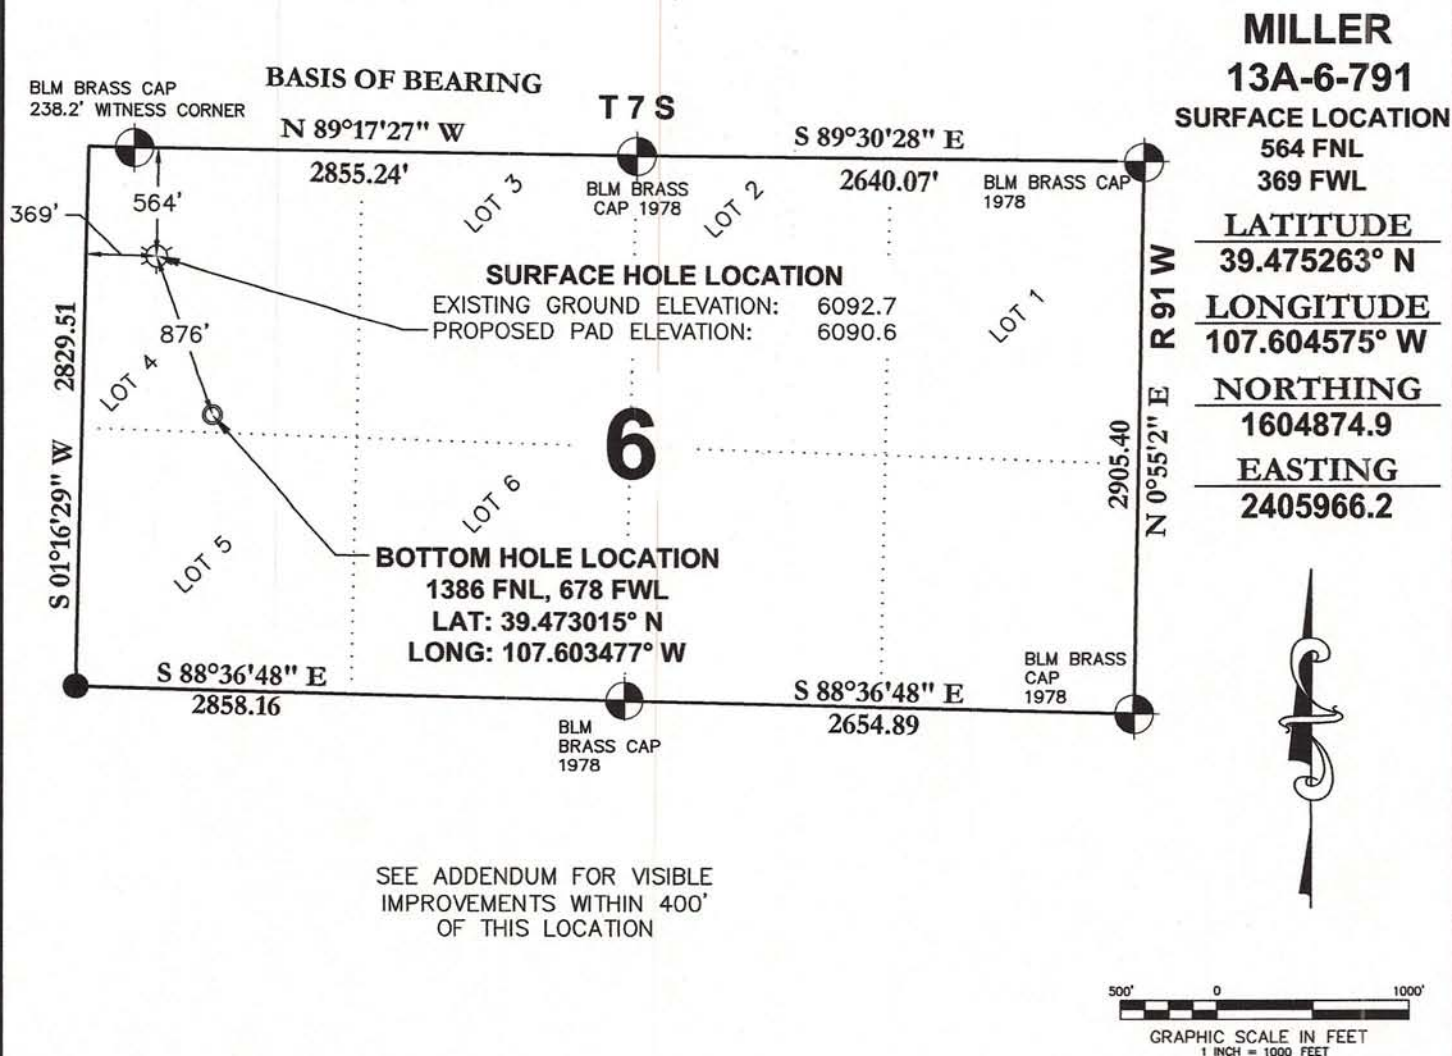 MILLER
13A-6-791
SURFACE LOCATION
564 FNL
369 FWL
LATITUDE
39.475263° N
LONGITUDE
107.604575° W
NORTHING
1604874.9
EASTING
2405966.2
BLM BRASS CAP
238.2' WITNESS CORNER
BASIS OF BEARING
N 89°17'27" W
2855.24'
T 7 S
S 89°30'28" E
2640.07'
BLM BRASS
CAP 1978
BLM BRASS CAP
1978
LOT 3
LOT 2
LOT 1
369'
564'
876'
SURFACE HOLE LOCATION
EXISTING GROUND ELEVATION: 6092.7
PROPOSED PAD ELEVATION: 6090.6
R 91 W
2829.51
S 01°16'29" W
LOT 4
6
2905.40
N 0°55'2" E
LOT 5
LOT 6
BOTTOM HOLE LOCATION
1386 FNL, 678 FWL
LAT: 39.473015° N
LONG: 107.603477° W
S 88°36'48" E
2858.16
BLM
BRASS CAP
1978
S 88°36'48" E
2654.89
BLM BRASS
CAP
1978
SEE ADDENDUM FOR VISIBLE
IMPROVEMENTS WITHIN 400'
OF THIS LOCATION
500' 0 1000'
GRAPHIC SCALE IN FEET
1 INCH = 1000 FEET